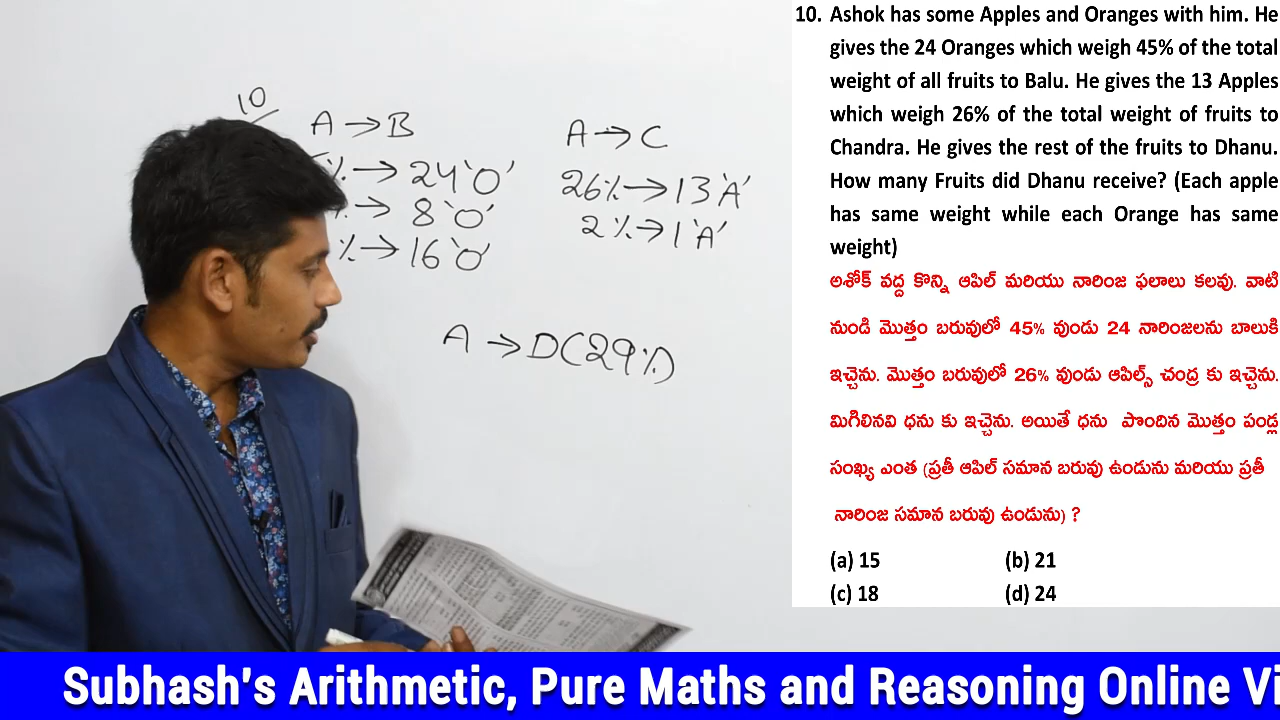 10
A → B
% → 24 'O'
% → 8 'O'
% → 16 'O'
A → C
26% → 13 'A'
2% → 1 'A'
A → D (29%)
10. Ashok has some Apples and Oranges with him. He
gives the 24 Oranges which weigh 45% of the total
weight of all fruits to Balu. He gives the 13 Apples
which weigh 26% of the total weight of fruits to
Chandra. He gives the rest of the fruits to Dhanu.
How many Fruits did Dhanu receive? (Each apple
has same weight while each Orange has same
weight)
అశోక్ వద్ద కొన్ని ఆపిల్ మరియు నారింజ ఫలాలు కలవు. వాటి
నుండి మొత్తం బరువులో 45% వుండు 24 నారింజలను బాలుకి
ఇచ్చెను. మొత్తం బరువులో 26% వుండు ఆపిల్స్ చంద్ర కు ఇచ్చెను.
మిగిలినవి ధను కు ఇచ్చెను. అయితే ధను పొందిన మొత్తం పండ్ల
సంఖ్య ఎంత (ప్రతీ ఆపిల్ సమాన బరువు ఉండును మరియు ప్రతీ
నారింజ సమాన బరువు ఉండును) ?
(a) 15 (b) 21
(c) 18 (d) 24
Subhash's Arithmetic, Pure Maths and Reasoning Online Vi